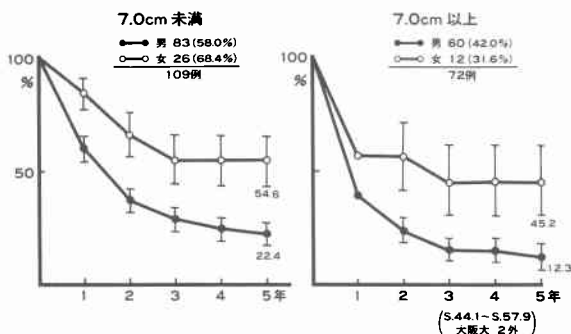 7.0cm 未満
男 83(58.0%)
女 26(68.4%)
109例
100
%
50
54.6
22.4
1 2 3 4 5年
7.0cm 以上
男 60(42.0%)
女 12(31.6%)
72例
100
%
45.2
12.3
1 2 3 4 5年
(S.44.1~S.57.9
大阪大 2外)